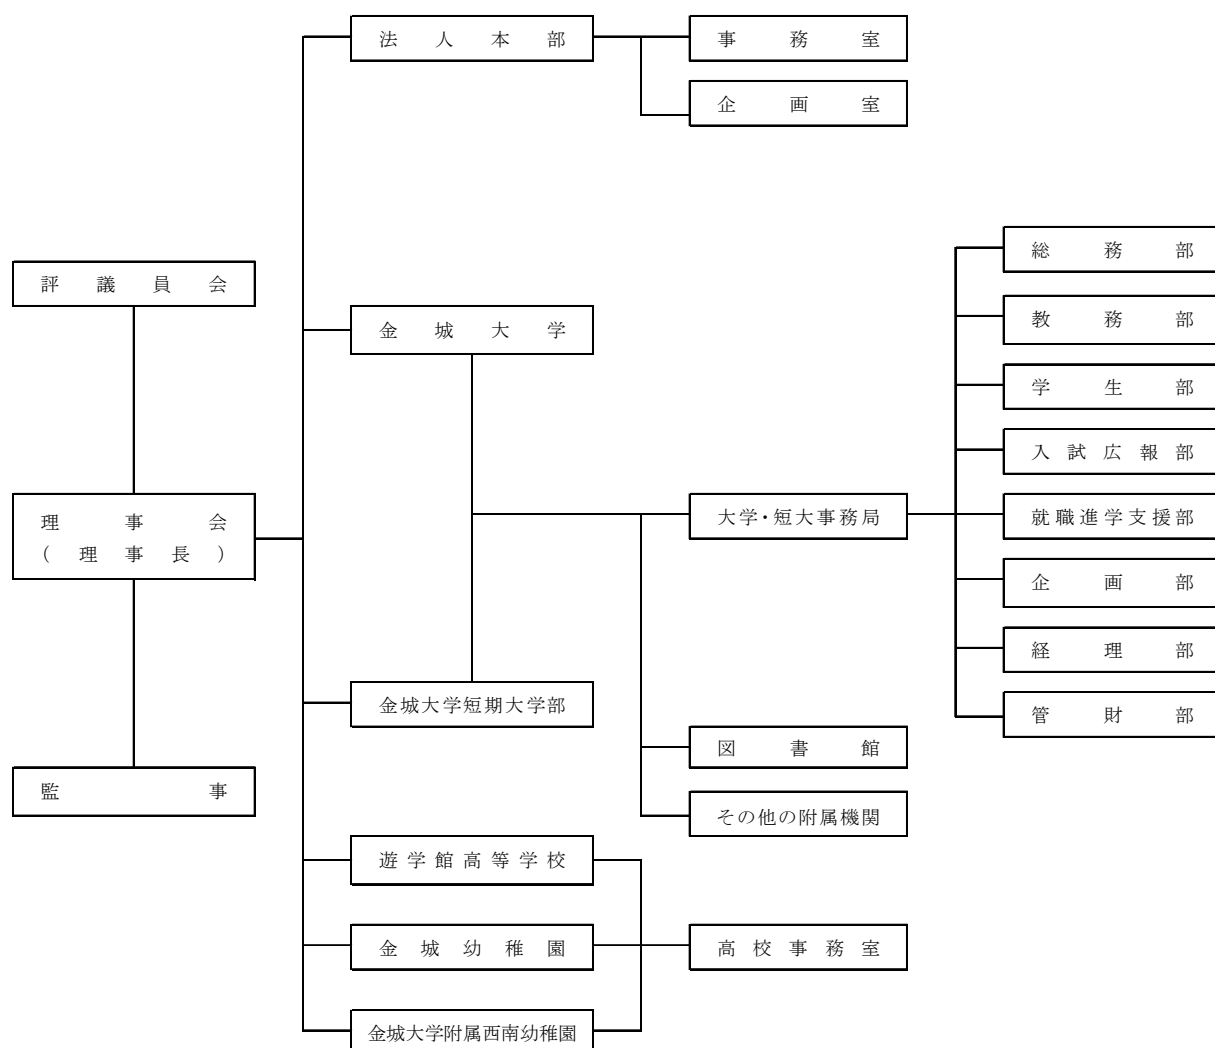 法人本部
事務室
企画室
評議員会
理事会
(理事長)
監事
金城大学
金城大学短期大学部
遊学館高等学校
金城幼稚園
金城大学附属西南幼稚園
大学・短大事務局
図書館
その他の附属機関
高校事務室
総務部
教務部
学生部
入試広報部
就職進学支援部
企画部
経理部
管財部